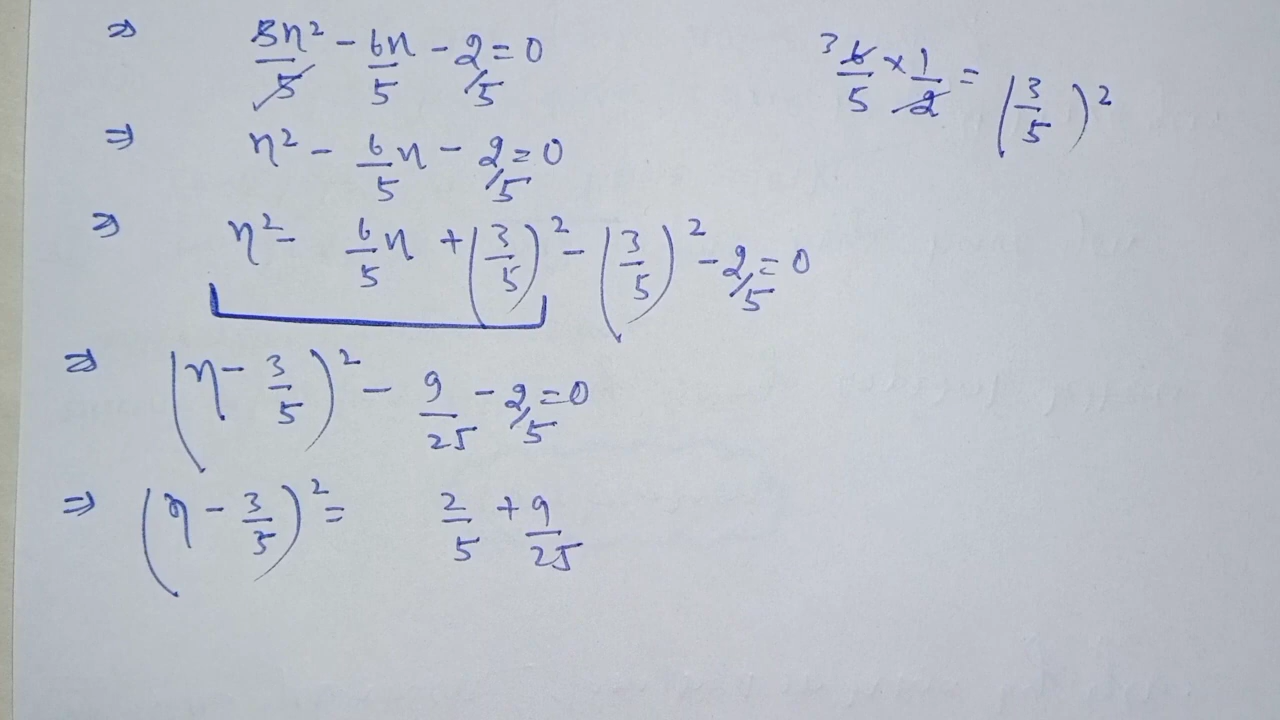 ⇒ 5x²/5 - 6x/5 - 2/5 = 0
³6/5 × 1/2 = (3/5)²
⇒ x² - 6/5 x - 2/5 = 0
⇒ x² - 6/5 x + (3/5)² - (3/5)² - 2/5 = 0
⇒ (x - 3/5)² - 9/25 - 2/5 = 0
⇒ (x - 3/5)² = 2/5 + 9/25